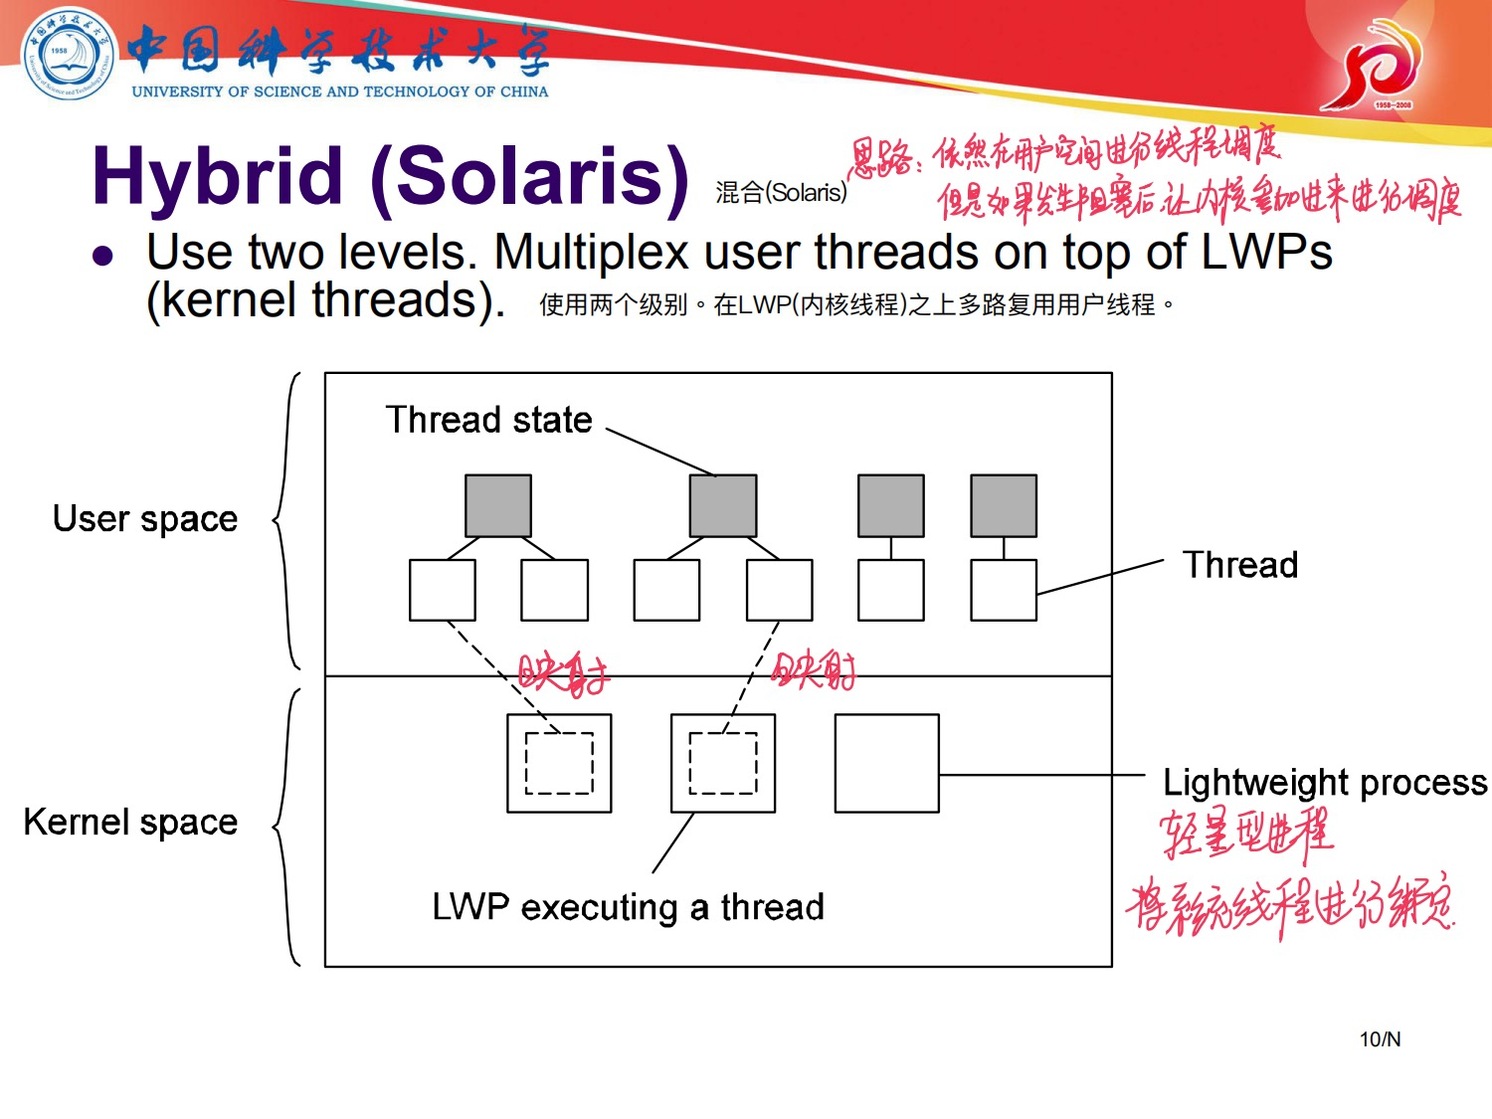 1958
中国科学技术大学
UNIVERSITY OF SCIENCE AND TECHNOLOGY OF CHINA
1958-2008
Hybrid (Solaris) 混合(Solaris)
思路：依然在用户空间进行线程调度
但是如果发生阻塞后,让内核参加进来进行调度
● Use two levels. Multiplex user threads on top of LWPs
(kernel threads). 使用两个级别。在LWP(内核线程)之上多路复用用户线程。
Thread state
User space
Thread
映射 映射
Lightweight process
Kernel space
轻量型进程
将系统线程进行绑定
LWP executing a thread
10/N